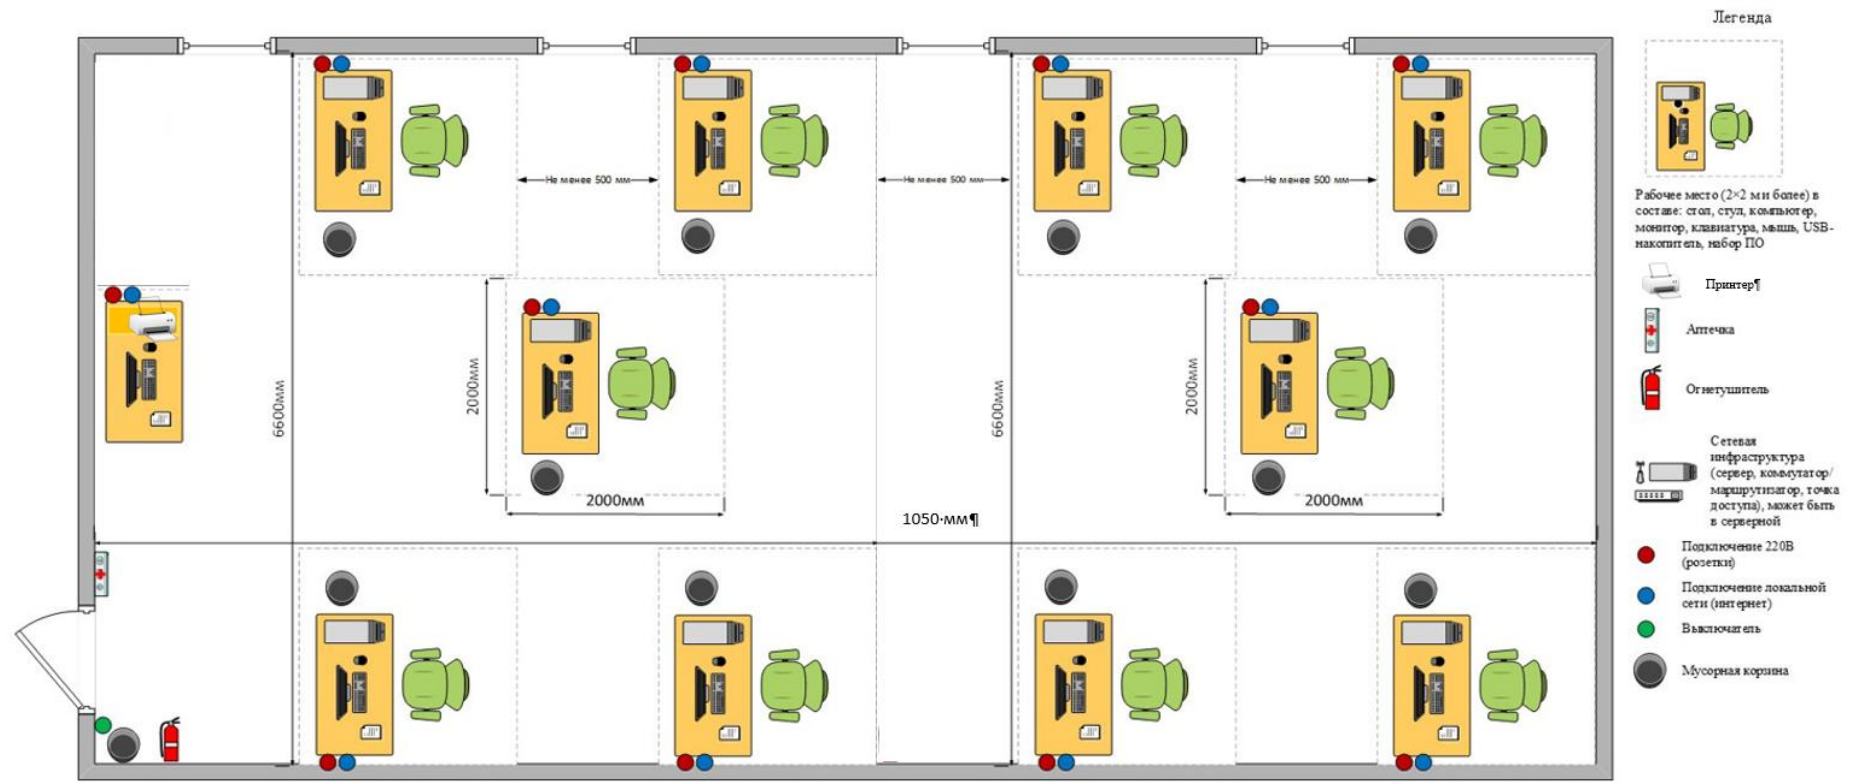 Легенда
Не менее 500 мм
Не менее 500 мм
Не менее 500 мм
Рабочее место (2×2 м и более) в
составе: стол, стул, компьютер,
монитор, клавиатура, мышь, USB-
накопитель, набор ПО
Принтер¶
Аптечка
Огнетушитель
6600мм
2000мм
2000мм
6600мм
2000мм
2000мм
1050·мм¶
Сетевая
инфраструктура
(сервер, коммутатор/
маршрутизатор, точка
доступа), может быть
в серверной
Подключение 220В
(розетки)
Подключение локальной
сети (интернет)
Выключатель
Мусорная корзина